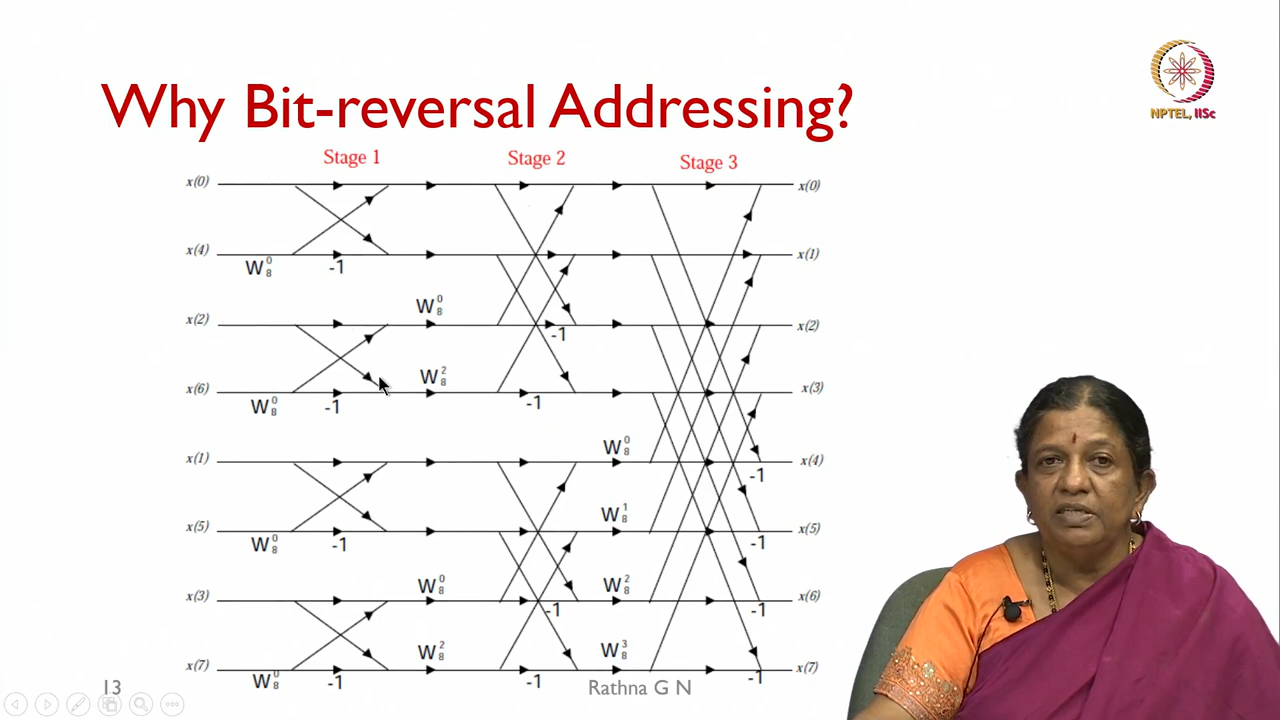 Why Bit-reversal Addressing?
NPTEL, IISc
Stage 1 Stage 2 Stage 3
x(0) x(0)
x(4) x(1)
W₈⁰ -1
W₈⁰
x(2) x(2)
-1
W₈²
x(6) x(3)
W₈⁰ -1 -1
W₈⁰
x(1) x(4)
-1
W₈¹
x(5) x(5)
W₈⁰ -1 -1
W₈⁰ W₈²
x(3) x(6)
-1 -1
W₈² W₈³
x(7) x(7)
W₈⁰ -1 -1 -1
13 Rathna G N